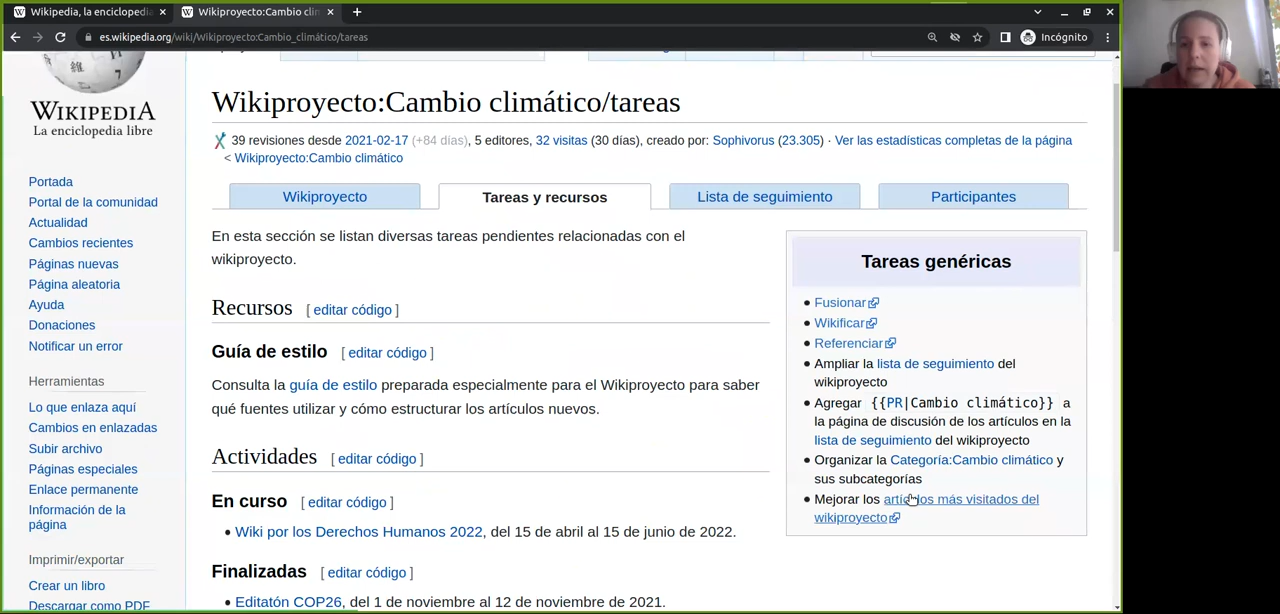 Wikipedia, la enciclopedia
Wikiproyecto:Cambio clim
es.wikipedia.org/wiki/Wikiproyecto:Cambio_climático/tareas
Incógnito
WIKIPEDIA
La enciclopedia libre
Portada
Portal de la comunidad
Actualidad
Cambios recientes
Páginas nuevas
Página aleatoria
Ayuda
Donaciones
Notificar un error
Herramientas
Lo que enlaza aquí
Cambios en enlazadas
Subir archivo
Páginas especiales
Enlace permanente
Información de la
página
Imprimir/exportar
Crear un libro
Descargar como PDF
Wikiproyecto:Cambio climático/tareas
39 revisiones desde 2021-02-17 (+84 días), 5 editores, 32 visitas (30 días), creado por: Sophivorus (23.305) · Ver las estadísticas completas de la página
< Wikiproyecto:Cambio climático
Wikiproyecto
Tareas y recursos
Lista de seguimiento
Participantes
En esta sección se listan diversas tareas pendientes relacionadas con el
wikiproyecto.
Recursos [ editar código ]
Guía de estilo [ editar código ]
Consulta la guía de estilo preparada especialmente para el Wikiproyecto para saber
qué fuentes utilizar y cómo estructurar los artículos nuevos.
Actividades [ editar código ]
En curso [ editar código ]
• Wiki por los Derechos Humanos 2022, del 15 de abril al 15 de junio de 2022.
Finalizadas [ editar código ]
• Editatón COP26, del 1 de noviembre al 12 de noviembre de 2021.
Tareas genéricas
• Fusionar
• Wikificar
• Referenciar
• Ampliar la lista de seguimiento del
wikiproyecto
• Agregar {{PR|Cambio climático}} a
la página de discusión de los artículos en la
lista de seguimiento del wikiproyecto
• Organizar la Categoría:Cambio climático y
sus subcategorías
• Mejorar los artículos más visitados del
wikiproyecto